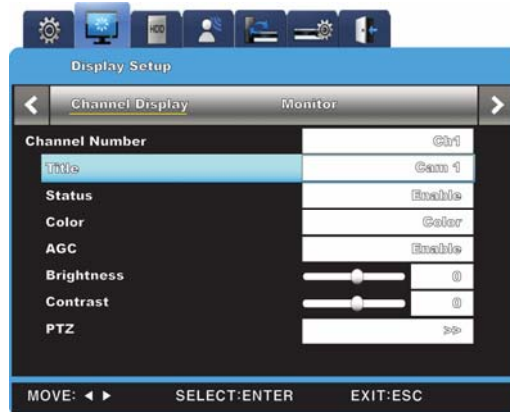 HDD
Display Setup
Channel Display Monitor
Channel Number Ch1
Title Cam 1
Status Enable
Color Color
AGC Enable
Brightness 0
Contrast 0
PTZ >>
MOVE: ◄ ► SELECT:ENTER EXIT:ESC